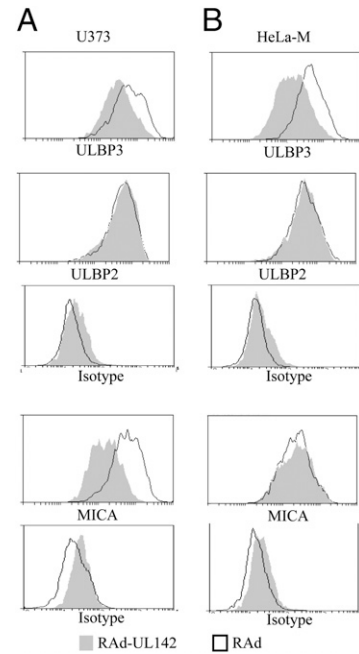 A
B
U373
HeLa-M
ULBP3
ULBP3
ULBP2
ULBP2
Isotype
Isotype
MICA
MICA
Isotype
Isotype
RAd-UL142
RAd